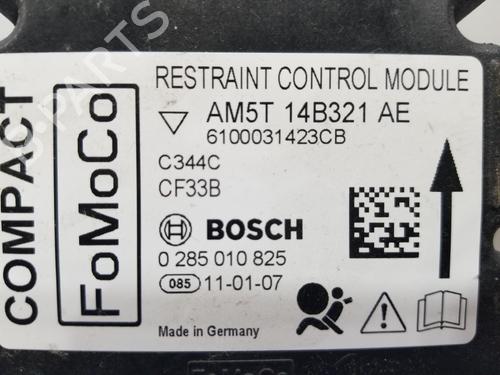 COMPACT
FoMoCo
RESTRAINT CONTROL MODULE
AM5T 14B321 AE
6100031423CB
C344C
CF33B
BOSCH
0 285 010 825
085 11-01-07
Made in Germany
FoMoCo